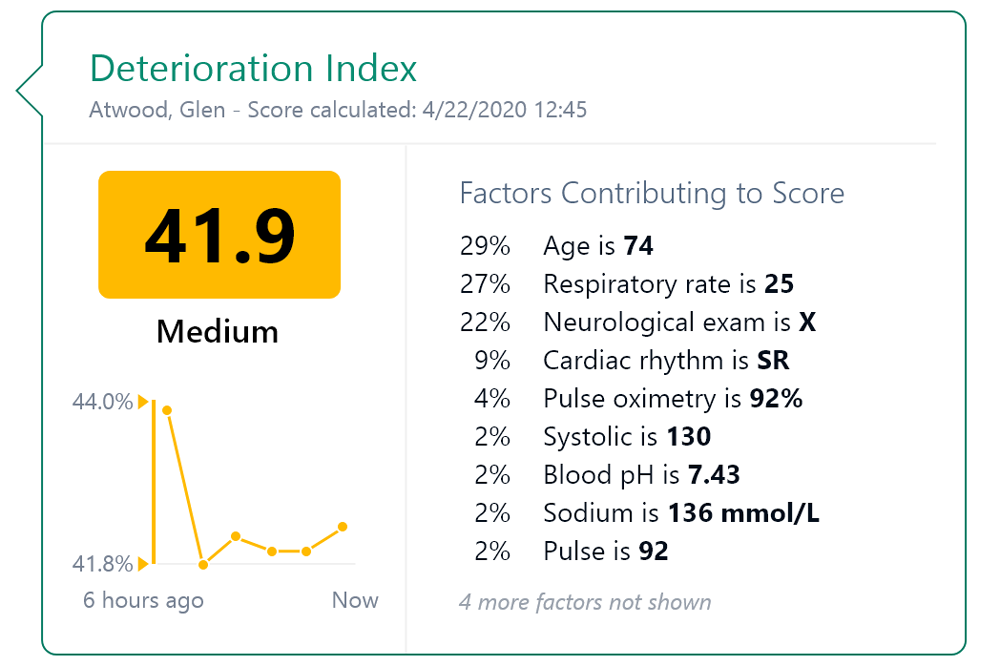 Deterioration Index
Atwood, Glen - Score calculated: 4/22/2020 12:45
41.9
Medium
44.0%
41.8%
6 hours ago Now
Factors Contributing to Score
29% Age is 74
27% Respiratory rate is 25
22% Neurological exam is X
9% Cardiac rhythm is SR
4% Pulse oximetry is 92%
2% Systolic is 130
2% Blood pH is 7.43
2% Sodium is 136 mmol/L
2% Pulse is 92
4 more factors not shown